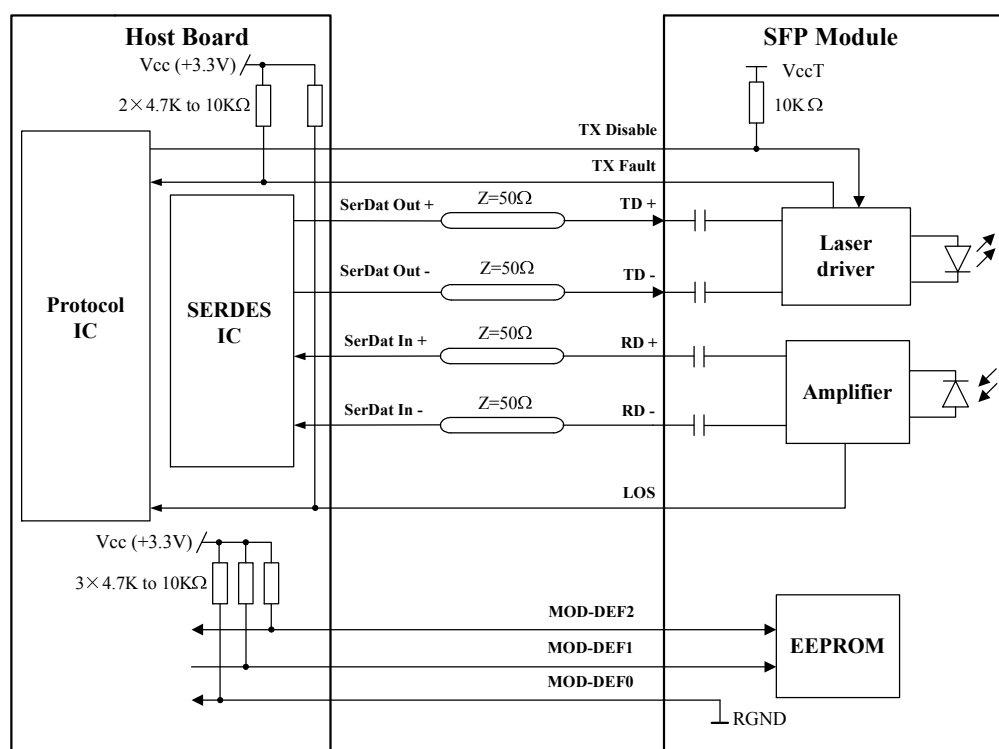 Host Board
SFP Module
Vcc (+3.3V)
VccT
2×4.7K to 10KΩ
10K Ω
TX Disable
TX Fault
SerDat Out +
Z=50Ω
TD +
Laser
driver
SerDat Out -
Z=50Ω
TD -
Protocol
IC
SERDES
IC
SerDat In +
Z=50Ω
RD +
Amplifier
SerDat In -
Z=50Ω
RD -
LOS
Vcc (+3.3V)
3×4.7K to 10KΩ
MOD-DEF2
EEPROM
MOD-DEF1
MOD-DEF0
RGND